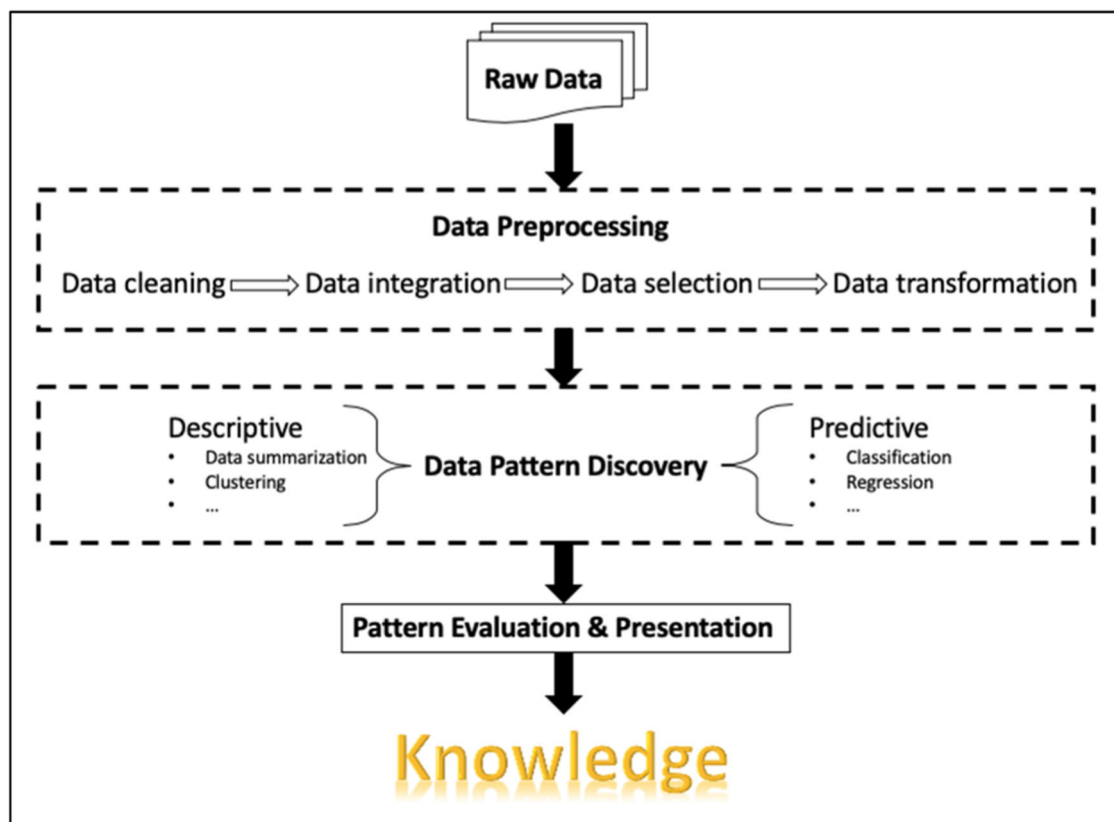 Raw Data
Data Preprocessing
Data cleaning Data integration Data selection Data transformation
Descriptive
• Data summarization
• Clustering
• ...
Data Pattern Discovery
Predictive
• Classification
• Regression
• ...
Pattern Evaluation & Presentation
Knowledge